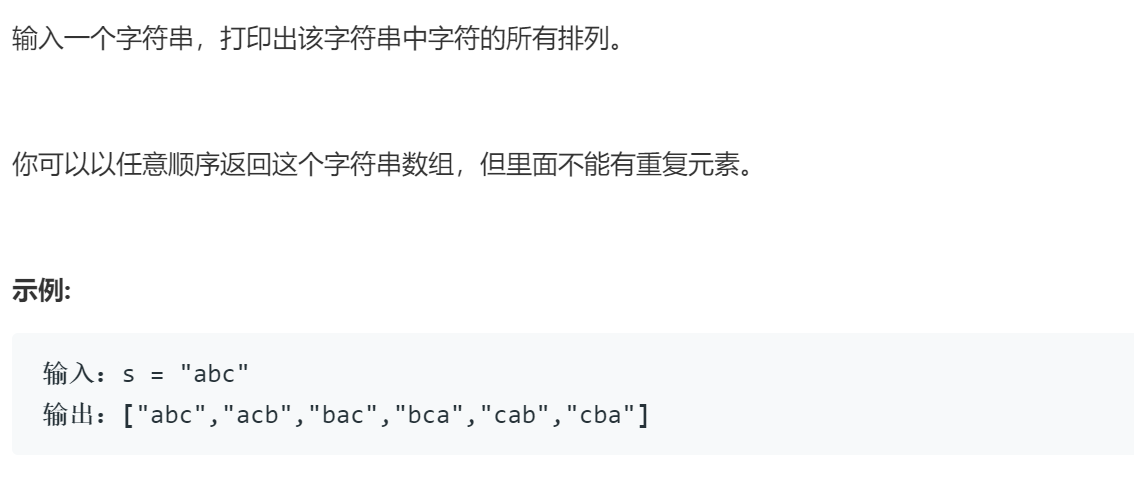 输入一个字符串，打印出该字符串中字符的所有排列。
你可以以任意顺序返回这个字符串数组，但里面不能有重复元素。
示例:
输入：s = "abc"
输出：["abc","acb","bac","bca","cab","cba"]